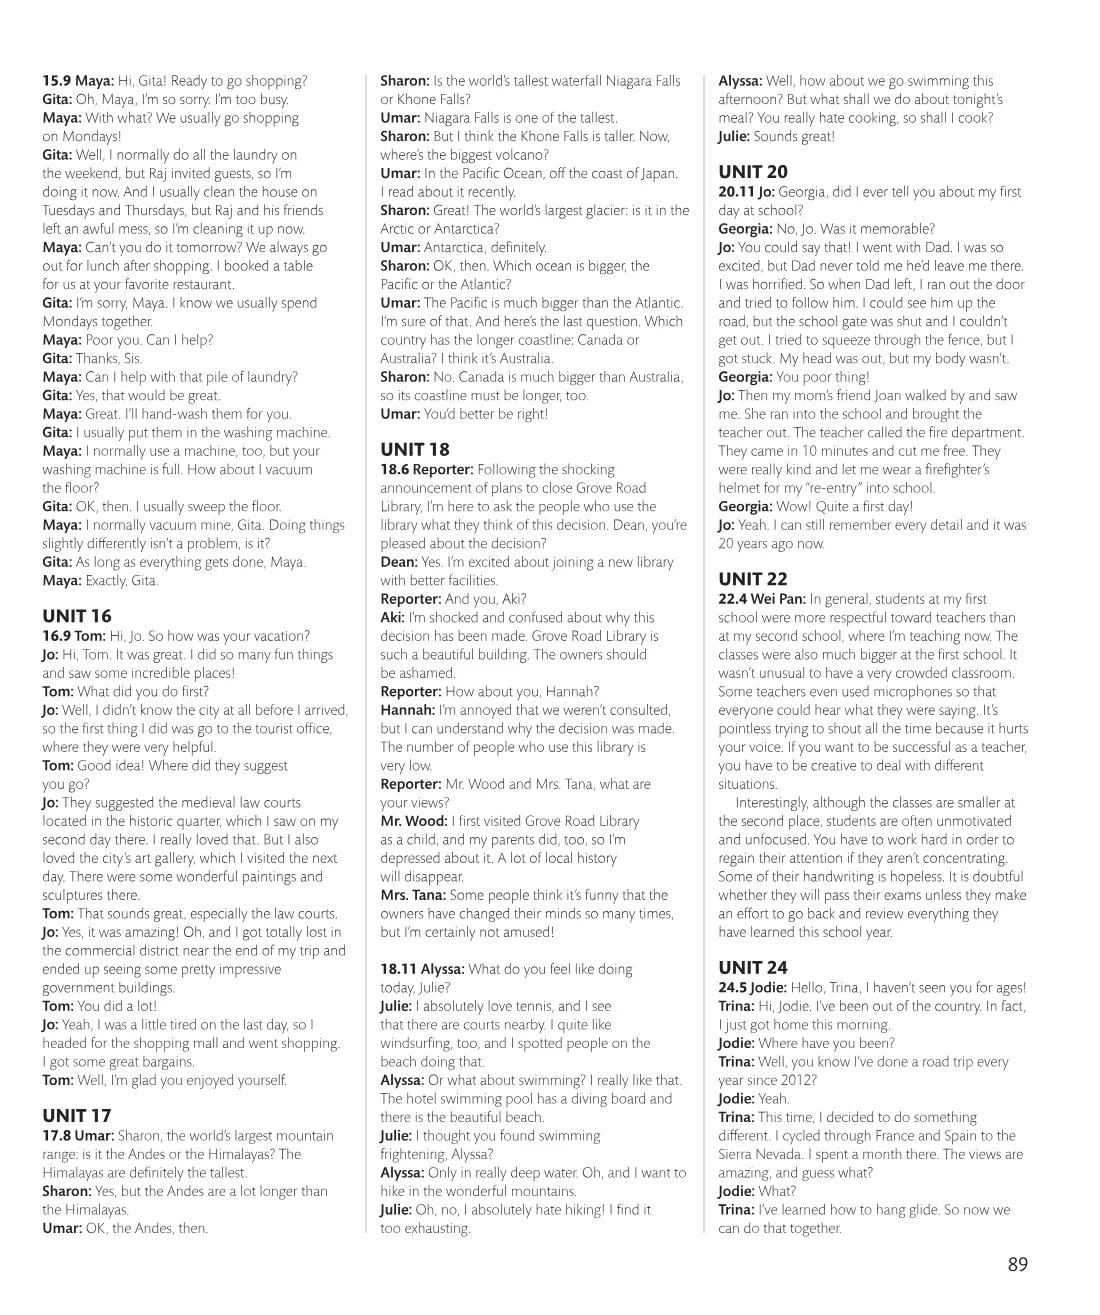 15.9 Maya: Hi, Gita! Ready to go shopping?
Gita: Oh, Maya, I’m so sorry. I’m too busy.
Maya: With what? We usually go shopping
on Mondays!
Gita: Well, I normally do all the laundry on
the weekend, but Raj invited guests, so I’m
doing it now. And I usually clean the house on
Tuesdays and Thursdays, but Raj and his friends
left an awful mess, so I’m cleaning it up now.
Maya: Can’t you do it tomorrow? We always go
out for lunch after shopping. I booked a table
for us at your favorite restaurant.
Gita: I’m sorry, Maya. I know we usually spend
Mondays together.
Maya: Poor you. Can I help?
Gita: Thanks, Sis.
Maya: Can I help with that pile of laundry?
Gita: Yes, that would be great.
Maya: Great. I’ll hand-wash them for you.
Gita: I usually put them in the washing machine.
Maya: I normally use a machine, too, but your
washing machine is full. How about I vacuum
the floor?
Gita: OK, then. I usually sweep the floor.
Maya: I normally vacuum mine, Gita. Doing things
slightly differently isn’t a problem, is it?
Gita: As long as everything gets done, Maya.
Maya: Exactly, Gita.
UNIT 16
16.9 Tom: Hi, Jo. So how was your vacation?
Jo: Hi, Tom. It was great. I did so many fun things
and saw some incredible places!
Tom: What did you do first?
Jo: Well, I didn’t know the city at all before I arrived,
so the first thing I did was go to the tourist office,
where they were very helpful.
Tom: Good idea! Where did they suggest
you go?
Jo: They suggested the medieval law courts
located in the historic quarter, which I saw on my
second day there. I really loved that. But I also
loved the city’s art gallery, which I visited the next
day. There were some wonderful paintings and
sculptures there.
Tom: That sounds great, especially the law courts.
Jo: Yes, it was amazing! Oh, and I got totally lost in
the commercial district near the end of my trip and
ended up seeing some pretty impressive
government buildings.
Tom: You did a lot!
Jo: Yeah, I was a little tired on the last day, so I
headed for the shopping mall and went shopping.
I got some great bargains.
Tom: Well, I’m glad you enjoyed yourself.
UNIT 17
17.8 Umar: Sharon, the world’s largest mountain
range: is it the Andes or the Himalayas? The
Himalayas are definitely the tallest.
Sharon: Yes, but the Andes are a lot longer than
the Himalayas.
Umar: OK, the Andes, then.
Sharon: Is the world’s tallest waterfall Niagara Falls
or Khone Falls?
Umar: Niagara Falls is one of the tallest.
Sharon: But I think the Khone Falls is taller. Now,
where’s the biggest volcano?
Umar: In the Pacific Ocean, off the coast of Japan.
I read about it recently.
Sharon: Great! The world’s largest glacier: is it in the
Arctic or Antarctica?
Umar: Antarctica, definitely.
Sharon: OK, then. Which ocean is bigger, the
Pacific or the Atlantic?
Umar: The Pacific is much bigger than the Atlantic.
I’m sure of that. And here’s the last question. Which
country has the longer coastline: Canada or
Australia? I think it’s Australia.
Sharon: No. Canada is much bigger than Australia,
so its coastline must be longer, too.
Umar: You’d better be right!
UNIT 18
18.6 Reporter: Following the shocking
announcement of plans to close Grove Road
Library, I’m here to ask the people who use the
library what they think of this decision. Dean, you’re
pleased about the decision?
Dean: Yes. I’m excited about joining a new library
with better facilities.
Reporter: And you, Aki?
Aki: I’m shocked and confused about why this
decision has been made. Grove Road Library is
such a beautiful building. The owners should
be ashamed.
Reporter: How about you, Hannah?
Hannah: I’m annoyed that we weren’t consulted,
but I can understand why the decision was made.
The number of people who use this library is
very low.
Reporter: Mr. Wood and Mrs. Tana, what are
your views?
Mr. Wood: I first visited Grove Road Library
as a child, and my parents did, too, so I’m
depressed about it. A lot of local history
will disappear.
Mrs. Tana: Some people think it’s funny that the
owners have changed their minds so many times,
but I’m certainly not amused!
18.11 Alyssa: What do you feel like doing
today, Julie?
Julie: I absolutely love tennis, and I see
that there are courts nearby. I quite like
windsurfing, too, and I spotted people on the
beach doing that.
Alyssa: Or what about swimming? I really like that.
The hotel swimming pool has a diving board and
there is the beautiful beach.
Julie: I thought you found swimming
frightening, Alyssa?
Alyssa: Only in really deep water. Oh, and I want to
hike in the wonderful mountains.
Julie: Oh, no, I absolutely hate hiking! I find it
too exhausting.
Alyssa: Well, how about we go swimming this
afternoon? But what shall we do about tonight’s
meal? You really hate cooking, so shall I cook?
Julie: Sounds great!
UNIT 20
20.11 Jo: Georgia, did I ever tell you about my first
day at school?
Georgia: No, Jo. Was it memorable?
Jo: You could say that! I went with Dad. I was so
excited, but Dad never told me he’d leave me there.
I was horrified. So when Dad left, I ran out the door
and tried to follow him. I could see him up the
road, but the school gate was shut and I couldn’t
get out. I tried to squeeze through the fence, but I
got stuck. My head was out, but my body wasn’t.
Georgia: You poor thing!
Jo: Then my mom’s friend Joan walked by and saw
me. She ran into the school and brought the
teacher out. The teacher called the fire department.
They came in 10 minutes and cut me free. They
were really kind and let me wear a firefighter’s
helmet for my “re-entry” into school.
Georgia: Wow! Quite a first day!
Jo: Yeah. I can still remember every detail and it was
20 years ago now.
UNIT 22
22.4 Wei Pan: In general, students at my first
school were more respectful toward teachers than
at my second school, where I’m teaching now. The
classes were also much bigger at the first school. It
wasn’t unusual to have a very crowded classroom.
Some teachers even used microphones so that
everyone could hear what they were saying. It’s
pointless trying to shout all the time because it hurts
your voice. If you want to be successful as a teacher,
you have to be creative to deal with different
situations.
Interestingly, although the classes are smaller at
the second place, students are often unmotivated
and unfocused. You have to work hard in order to
regain their attention if they aren’t concentrating.
Some of their handwriting is hopeless. It is doubtful
whether they will pass their exams unless they make
an effort to go back and review everything they
have learned this school year.
UNIT 24
24.5 Jodie: Hello, Trina, I haven’t seen you for ages!
Trina: Hi, Jodie. I’ve been out of the country. In fact,
I just got home this morning.
Jodie: Where have you been?
Trina: Well, you know I’ve done a road trip every
year since 2012?
Jodie: Yeah.
Trina: This time, I decided to do something
different. I cycled through France and Spain to the
Sierra Nevada. I spent a month there. The views are
amazing, and guess what?
Jodie: What?
Trina: I’ve learned how to hang glide. So now we
can do that together.
89